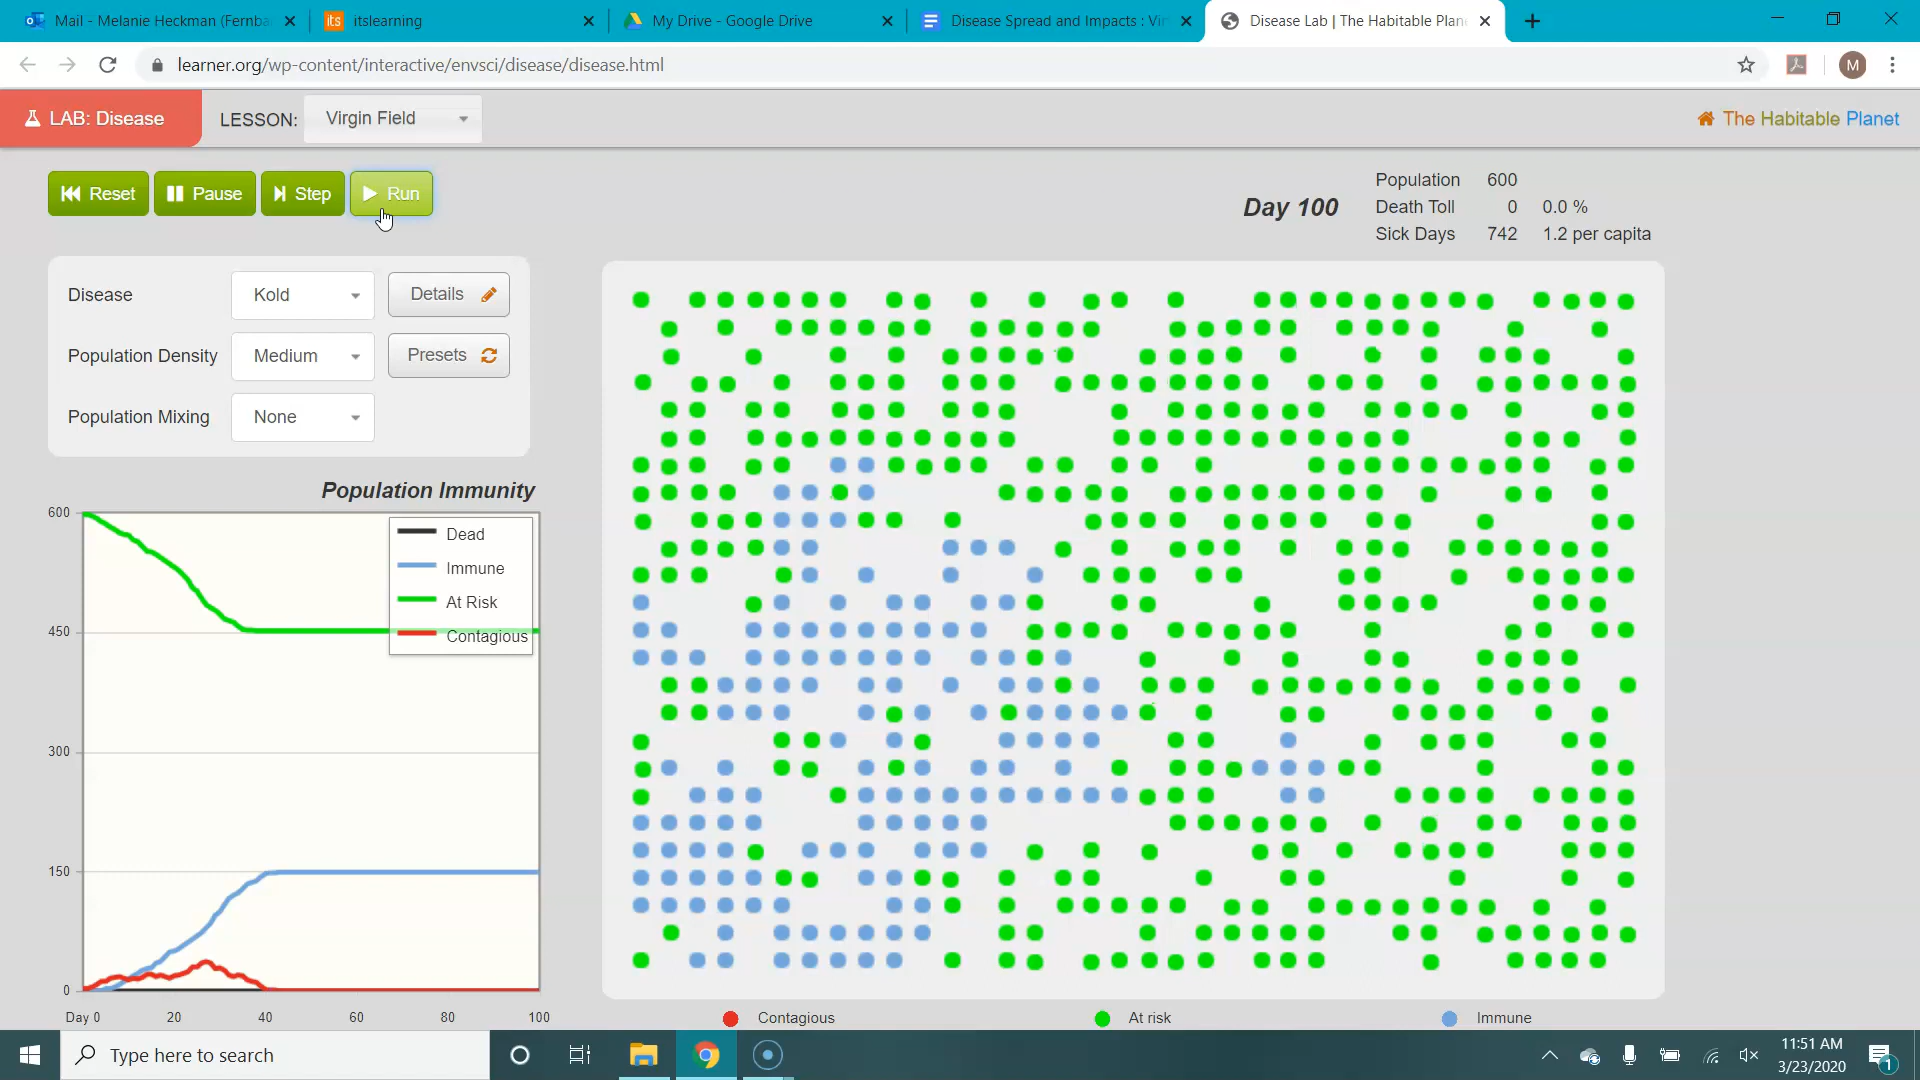 Mail - Melanie Heckman (Fernba
itslearning
My Drive - Google Drive
Disease Spread and Impacts : Vir
Disease Lab | The Habitable Plan
learner.org/wp-content/interactive/envsci/disease/disease.html
M
LAB: Disease
LESSON:
Virgin Field
The Habitable Planet
Reset
Pause
Step
Run
Day 100
Population 600
Death Toll 0 0.0 %
Sick Days 742 1.2 per capita
Disease
Kold
Details
Population Density
Medium
Presets
Population Mixing
None
Population Immunity
600
450
300
150
0
Dead
Immune
At Risk
Contagious
Day 0 20 40 60 80 100
Contagious
At risk
Immune
Type here to search
11:51 AM
3/23/2020
1